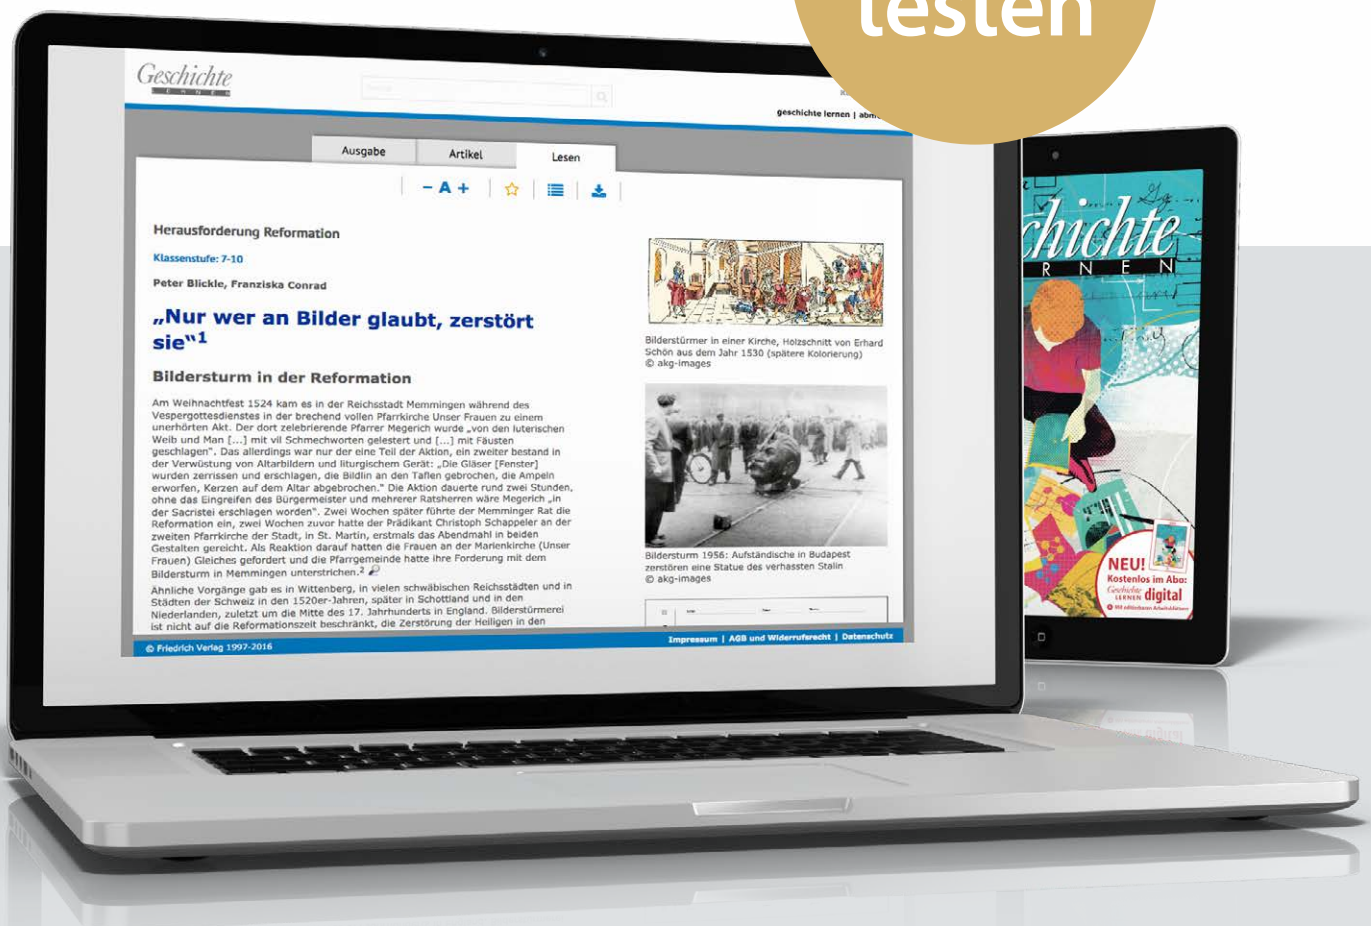 testen
Geschichte
LERNEN
geschichte lernen |
Ausgabe
Artikel
Lesen
– A +
Herausforderung Reformation
Klassenstufe: 7-10
Peter Blickle, Franziska Conrad
„Nur wer an Bilder glaubt, zerstört
sie“1
Bildersturm in der Reformation
Am Weihnachtfest 1524 kam es in der Reichsstadt Memmingen während des
Vespergottesdienstes in der brechend vollen Pfarrkirche Unser Frauen zu einem
unerhörten Akt. Der dort zelebrierende Pfarrer Megerich wurde „von den luterischen
Weib und Man [...] mit vil Schmechworten gelestert und [...] mit Fäusten
geschlagen“. Das allerdings war nur der eine Teil der Aktion, ein zweiter bestand in
der Verwüstung von Altarbildern und liturgischem Gerät: „Die Gläser [Fenster]
wurden zerrissen und erschlagen, die Bildlin an den Taflen gebrochen, die Ampeln
erworfen, Kerzen auf dem Altar abgebrochen.“ Die Aktion dauerte rund zwei Stunden,
ohne das Eingreifen des Bürgermeister und mehrerer Ratsherren wäre Megerich „in
der Sacristei erschlagen worden“. Zwei Wochen später führte der Memminger Rat die
Reformation ein, zwei Wochen zuvor hatte der Prädikant Christoph Schappeler an der
zweiten Pfarrkirche der Stadt, in St. Martin, erstmals das Abendmahl in beiden
Gestalten gereicht. Als Reaktion darauf hatten die Frauen an der Marienkirche (Unser
Frauen) Gleiches gefordert und die Pfarrgemeinde hatte ihre Forderung mit dem
Bildersturm in Memmingen unterstrichen.2
Ähnliche Vorgänge gab es in Wittenberg, in vielen schwäbischen Reichsstädten und in
Städten der Schweiz in den 1520er-Jahren, später in Schottland und in den
Niederlanden, zuletzt um die Mitte des 17. Jahrhunderts in England. Bilderstürmerei
ist nicht auf die Reformationszeit beschränkt, die Zerstörung der Heiligen in den
Bilderstürmer in einer Kirche, Holzschnitt von Erhard
Schön aus dem Jahr 1530 (spätere Kolorierung)
© akg-images
Bildersturm 1956: Aufständische in Budapest
zerstören eine Statue des verhassten Stalin
© akg-images
© Friedrich Verlag 1997-2016
Impressum | AGB und Widerrufsrecht | Datenschutz
chichte
RNEN
NEU!
Kostenlos im Abo:
Geschichte
LERNEN digital
Mit editierbaren Arbeitsblättern